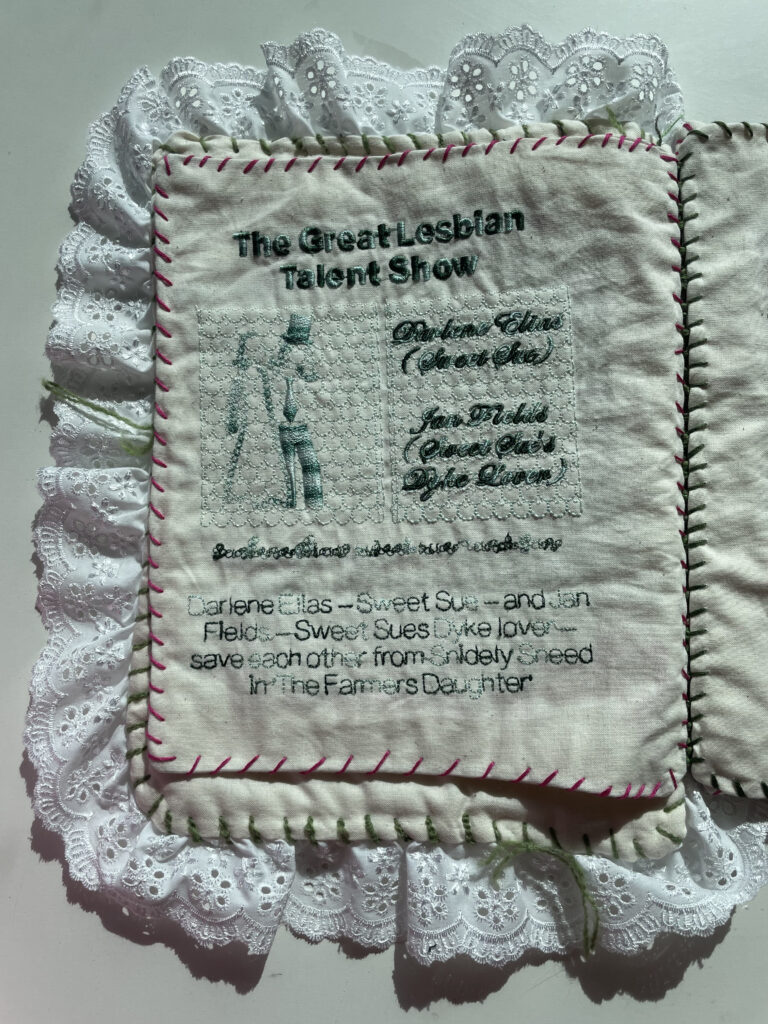 The Great Lesbian
Talent Show
Darlene Elias
(Sweet Sue)
Jan Fields
(Sweet Sue's
Dyke Lover)
Darlene Elias – Sweet Sue – and Jan
Fields – Sweet Sues Dyke lover –
save each other from Snidely Sneed
in 'The Farmers Daughter'